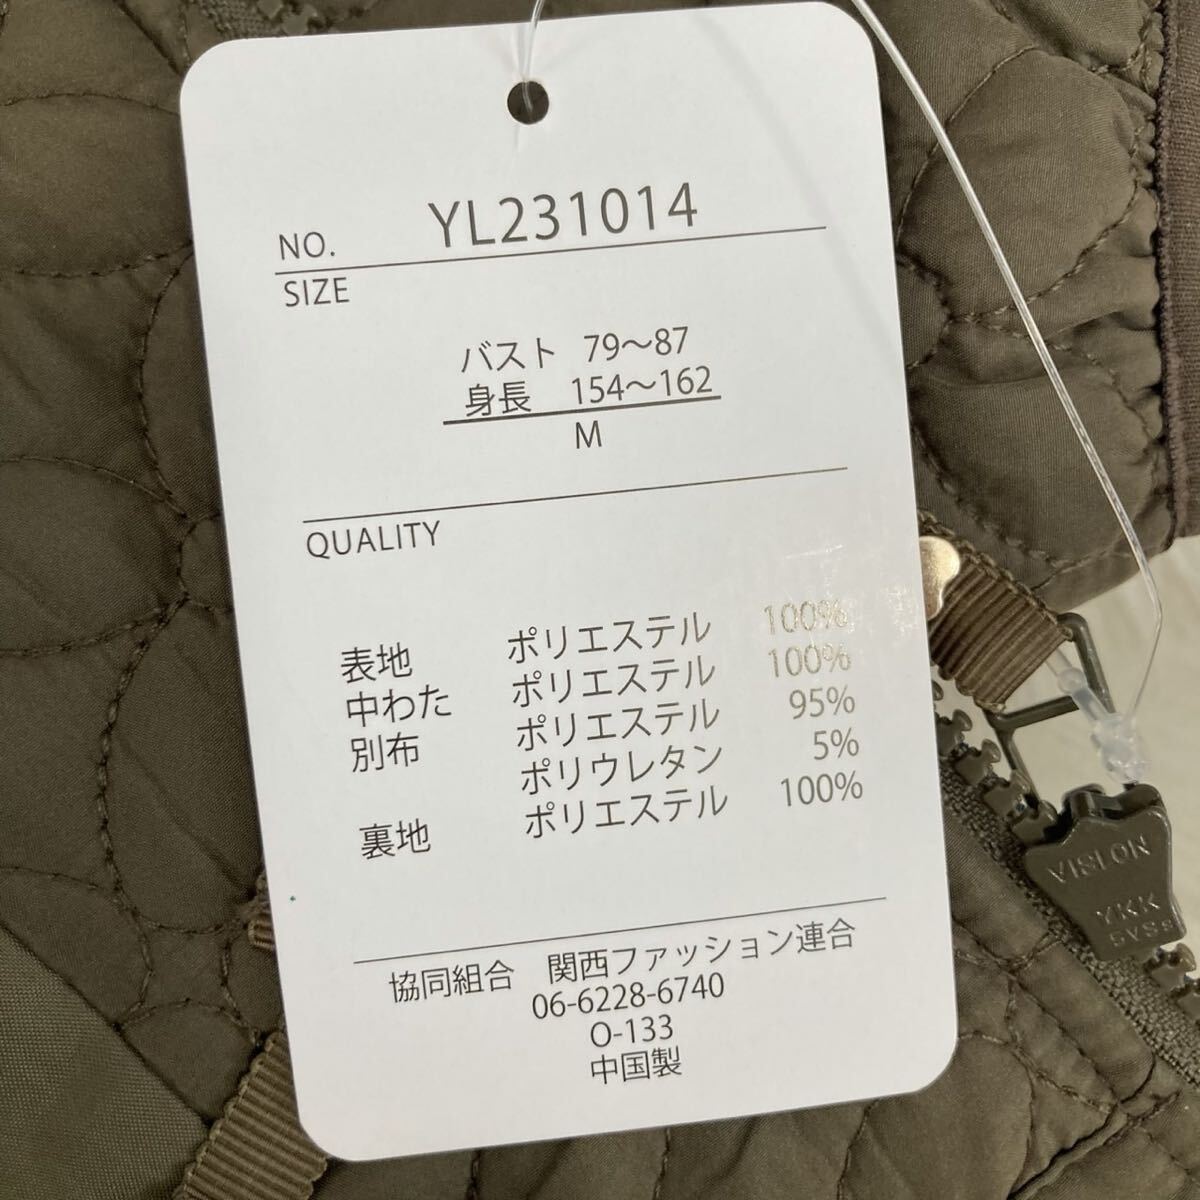 NO. YL231014
SIZE
バスト 79～87
身長 154～162
M
QUALITY
表地 ポリエステル 100%
中わた ポリエステル 100%
別布 ポリエステル 95%
ポリウレタン 5%
裏地 ポリエステル 100%
協同組合 関西ファッション連合
06-6228-6740
O-133
中国製
VISLON
YKK